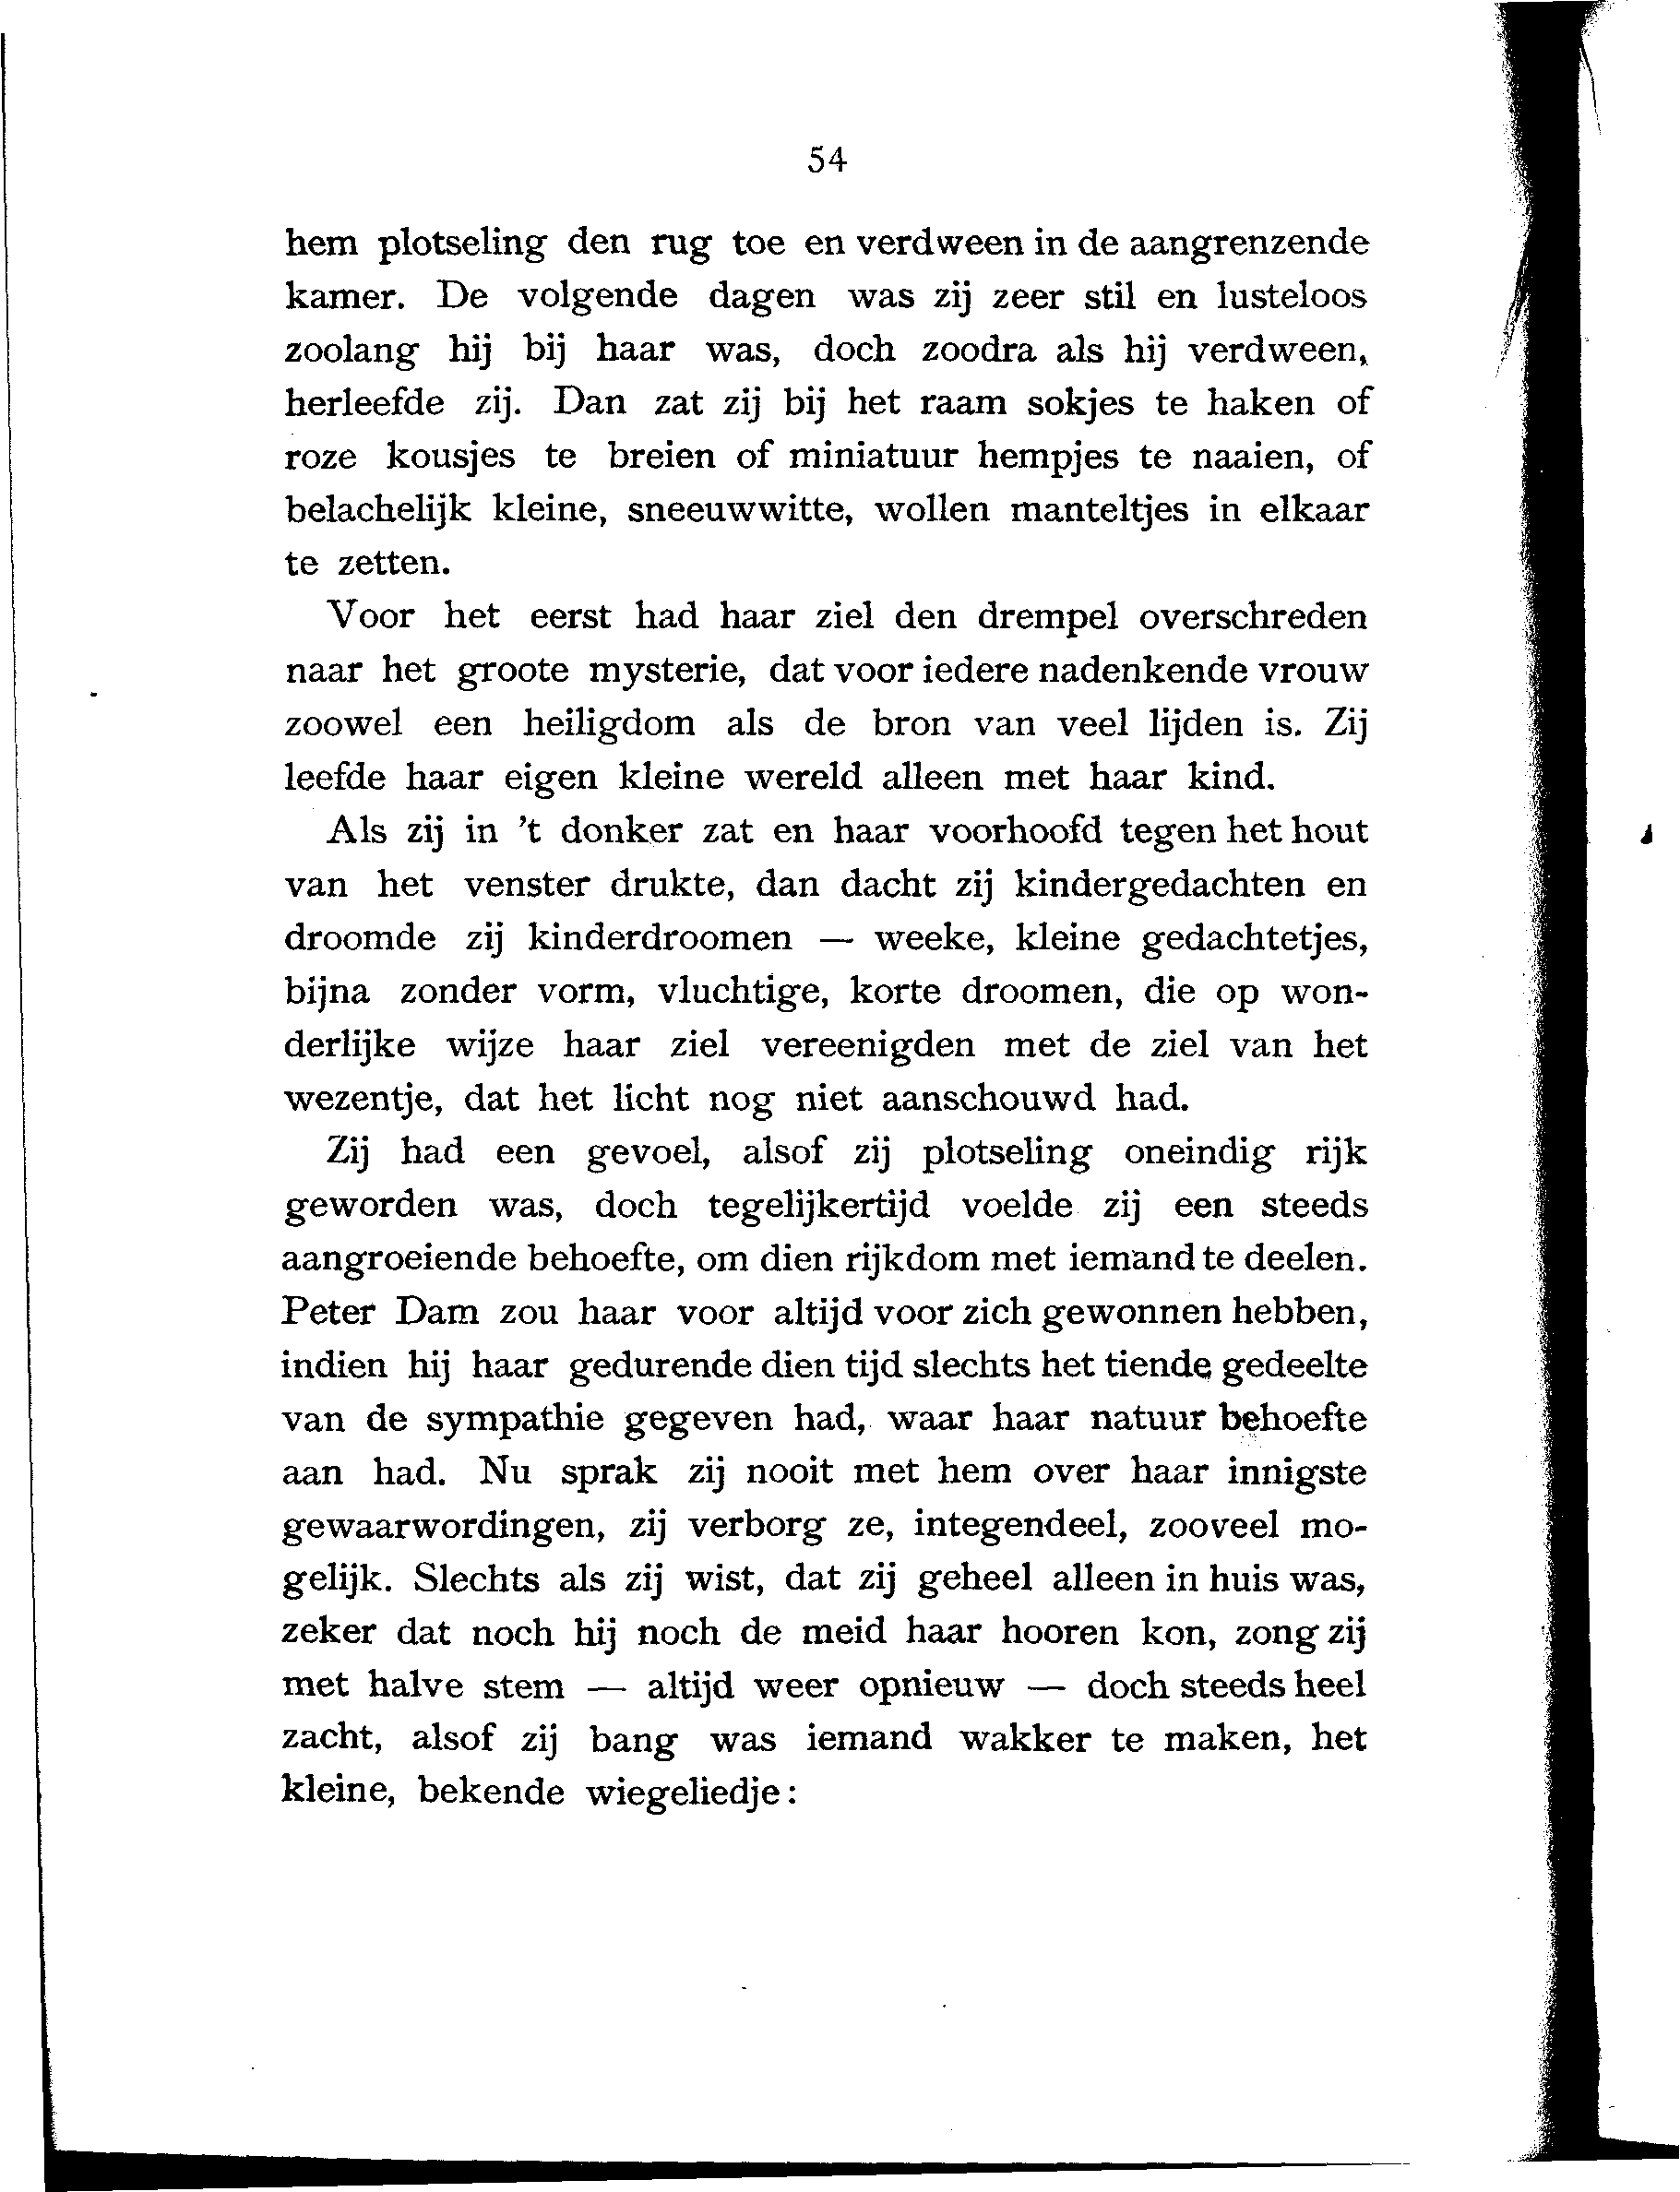 54
hem plotseling den rug toe en verdween in de aangrenzende
kamer. De volgende dagen was zij zeer stil en lusteloos
zoolang hij bij haar was, doch zoodra als hij verdween,
herleefde zij. Dan zat zij bij het raam sokjes te haken of
roze kousjes te breien of miniatuur hempjes te naaien, of
belachelijk kleine, sneeuwwitte, wollen manteltjes in elkaar
te zetten.
Voor het eerst had haar ziel den drempel overschreden
naar het groote mysterie, dat voor iedere nadenkende vrouw
zoowel een heiligdom als de bron van veel lijden is. Zij
leefde haar eigen kleine wereld alleen met haar kind.
Als zij in 't donker zat en haar voorhoofd tegen het hout
van het venster drukte, dan dacht zij kindergedachten en
droomde zij kinderdroomen — weeke, kleine gedachtetjes,
bijna zonder vorm, vluchtige, korte droomen, die op won-
derlijke wijze haar ziel vereenigden met de ziel van het
wezentje, dat het licht nog niet aanschouwd had.
Zij had een gevoel, alsof zij plotseling oneindig rijk
geworden was, doch tegelijkertijd voelde zij een steeds
aangroeiende behoefte, om dien rijkdom met iemand te deelen.
Peter Dam zou haar voor altijd voor zich gewonnen hebben,
indien hij haar gedurende dien tijd slechts het tiende gedeelte
van de sympathie gegeven had, waar haar natuur behoefte
aan had. Nu sprak zij nooit met hem over haar innigste
gewaarwordingen, zij verborg ze, integendeel, zooveel mo-
gelijk. Slechts als zij wist, dat zij geheel alleen in huis was,
zeker dat noch hij noch de meid haar hooren kon, zong zij
met halve stem — altijd weer opnieuw — doch steeds heel
zacht, alsof zij bang was iemand wakker te maken, het
kleine, bekende wiegeliedje: